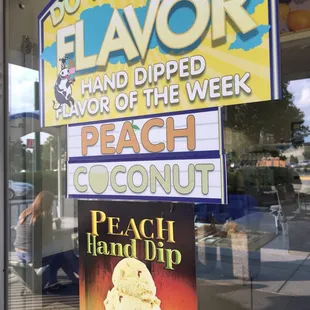 FLAVOR
HAND DIPPED
FLAVOR OF THE WEEK
PEACH
COCONUT
PEACH
Hand Dip